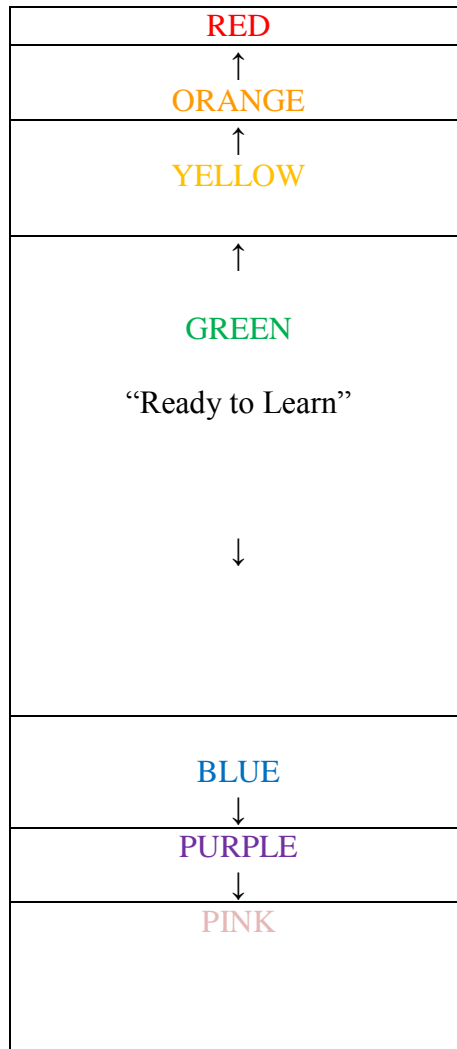 RED
↑
ORANGE
↑
YELLOW
↑
GREEN
“Ready to Learn”
↓
BLUE
↓
PURPLE
↓
PINK